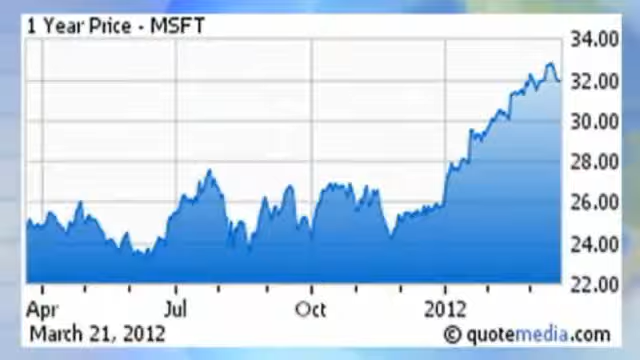 1 Year Price - MSFT
34.00
32.00
30.00
28.00
26.00
24.00
22.00
Apr Jul Oct 2012
March 21, 2012 © quotemedia.com